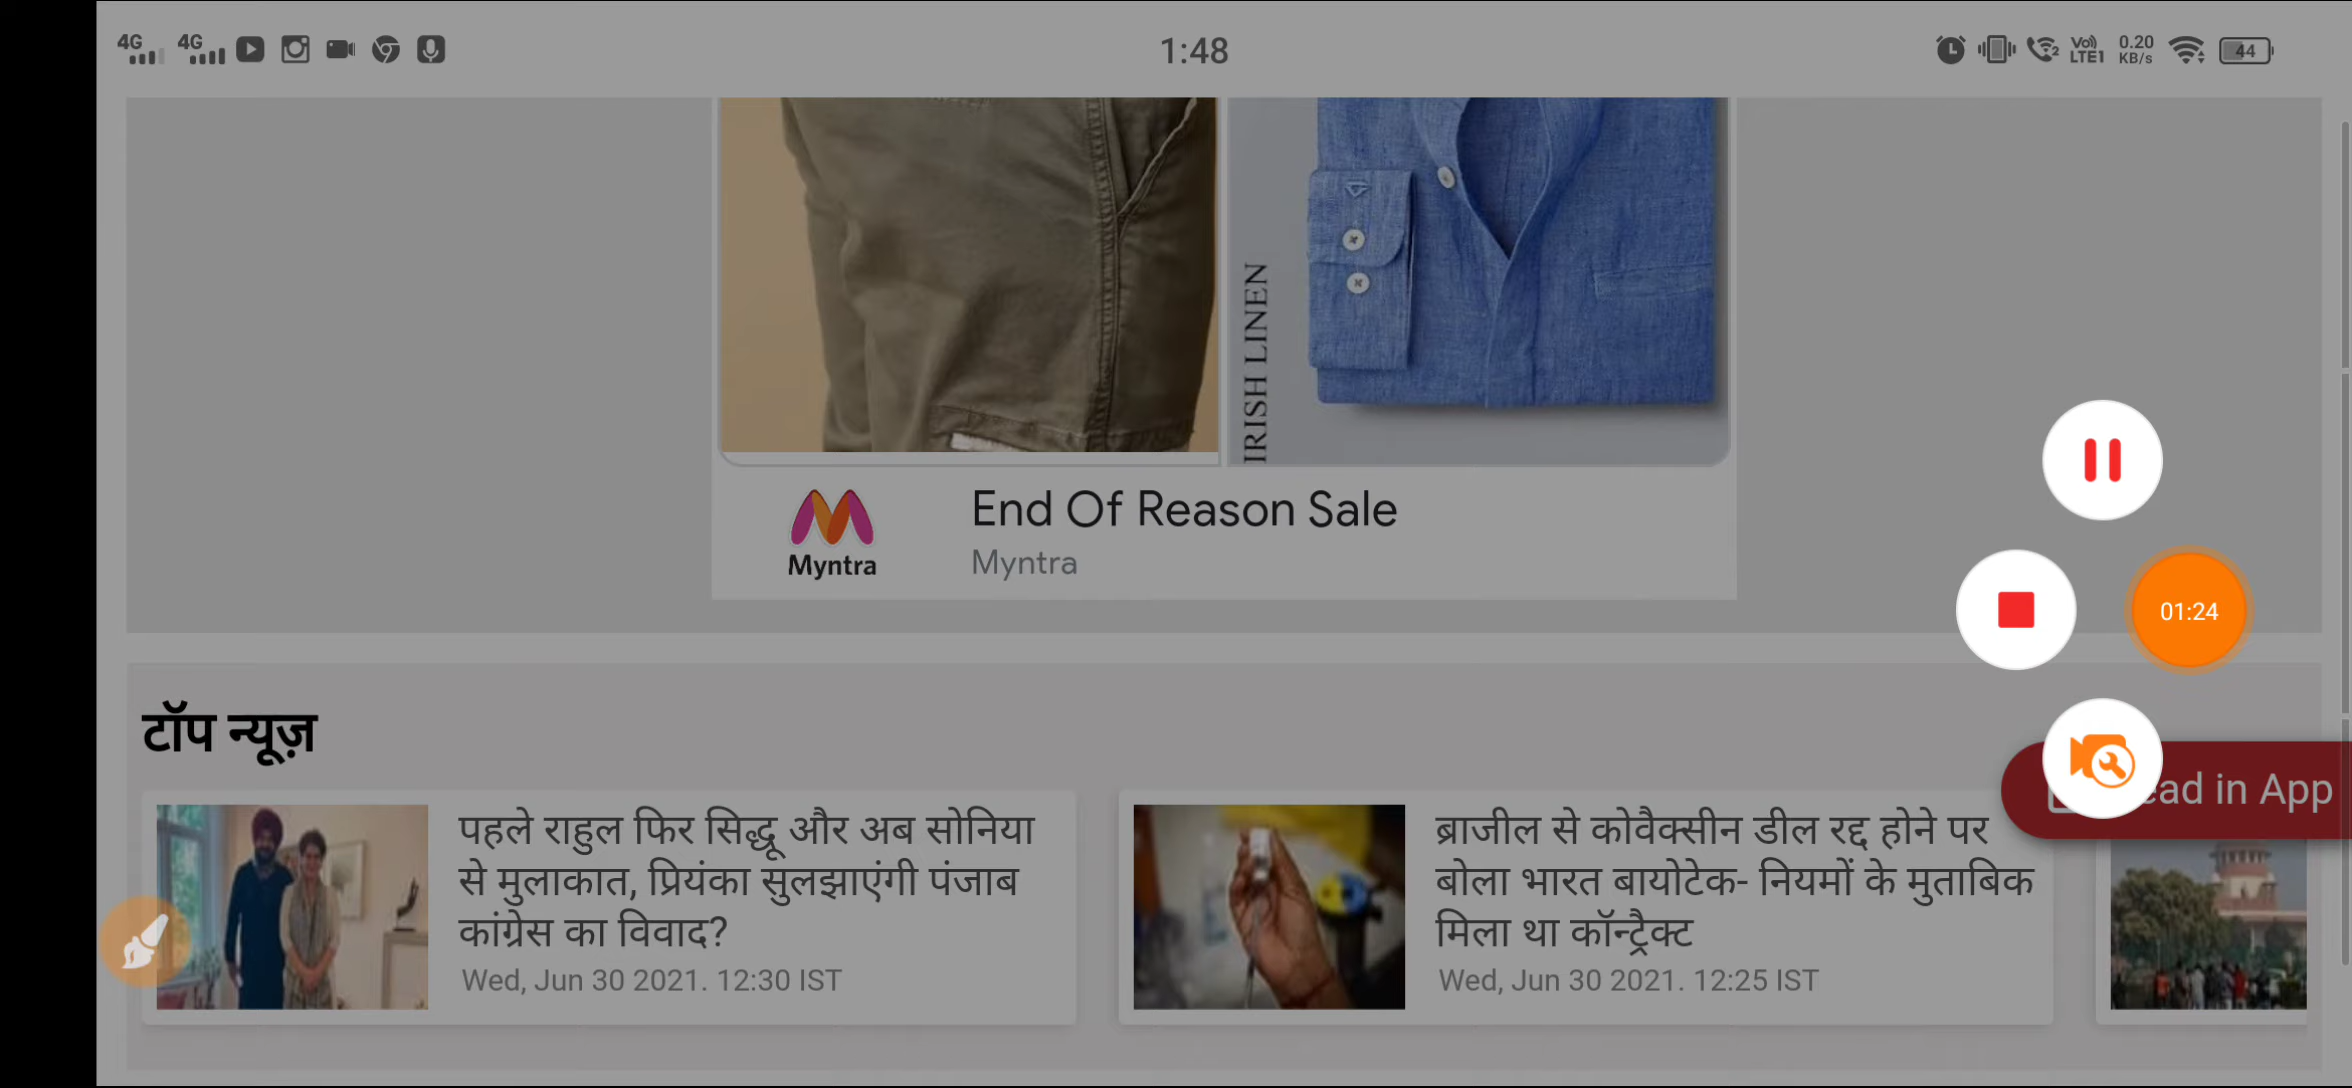 4G 4G 1:48 Vo) LTE1 0.20 KB/s 44
IRISH LINEN
Myntra
End Of Reason Sale
Myntra
01:24
टॉप न्यूज़
in App
पहले राहुल फिर सिद्धू और अब सोनिया
से मुलाकात, प्रियंका सुलझाएंगी पंजाब
कांग्रेस का विवाद?
Wed, Jun 30 2021. 12:30 IST
ब्राजील से कोवैक्सीन डील रद्द होने पर
बोला भारत बायोटेक- नियमों के मुताबिक
मिला था कॉन्ट्रैक्ट
Wed, Jun 30 2021. 12:25 IST